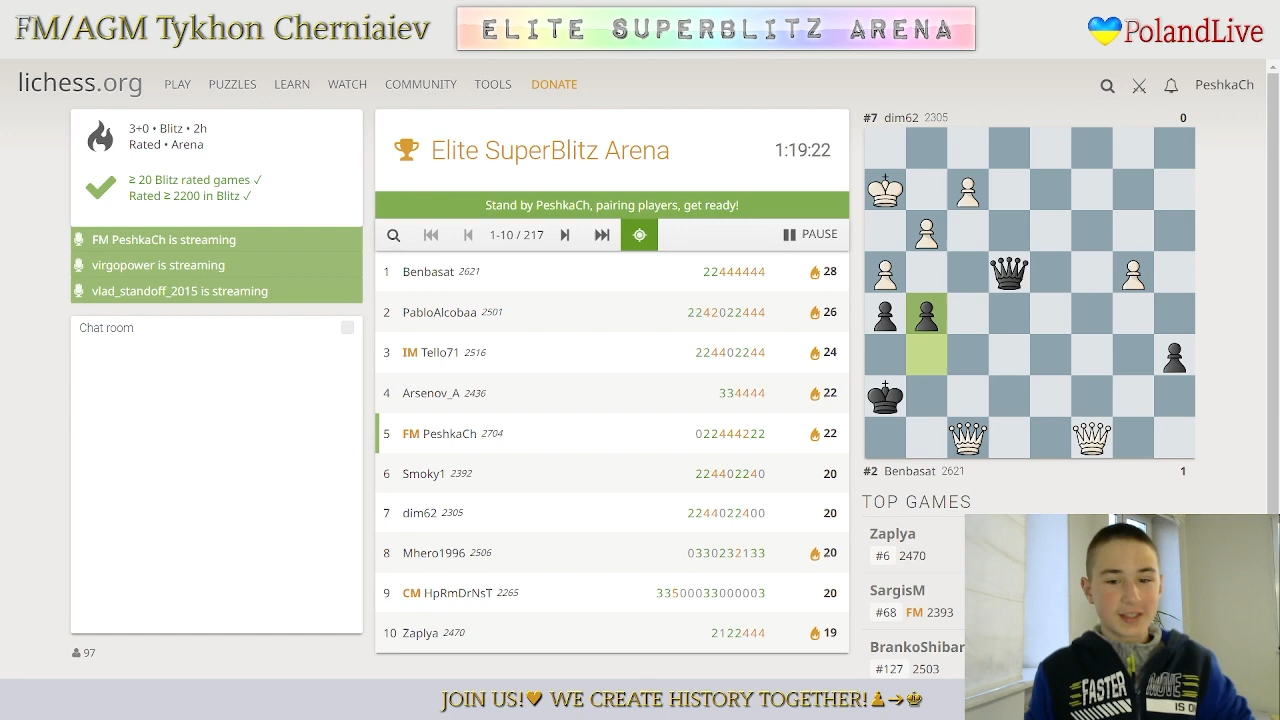 FM/AGM Tykhon Cherniaiev
ELITE SUPERBLITZ ARENA
PolandLive
lichess.org PLAY PUZZLES LEARN WATCH COMMUNITY TOOLS DONATE PeshkaCh
3+0 • Blitz • 2h
Rated • Arena
≥ 20 Blitz rated games ✓
Rated ≥ 2200 in Blitz ✓
FM PeshkaCh is streaming
virgopower is streaming
vlad_standoff_2015 is streaming
Chat room
97
Elite SuperBlitz Arena 1:19:22
Stand by PeshkaCh, pairing players, get ready!
1-10 / 217 PAUSE
1 Benbasat 2621 22444444 28
2 PabloAlcobaa 2501 2242022444 26
3 IM Tello71 2516 224402244 24
4 Arsenov_A 2436 334444 22
5 FM PeshkaCh 2704 022444222 22
6 Smoky1 2392 224402240 20
7 dim62 2305 2244022400 20
8 Mhero1996 2506 0330232133 20
9 CM HpRmDrNsT 2265 33500033000003 20
10 Zaplya 2470 2122444 19
#7 dim62 2305 0
#2 Benbasat 2621 1
TOP GAMES
Zaplya
#6 2470
SargisM
#68 FM 2393
BrankoShibar
#127 2503
FASTER
MOVE
IS O
JOIN US!♥ WE CREATE HISTORY TOGETHER!♟→♚